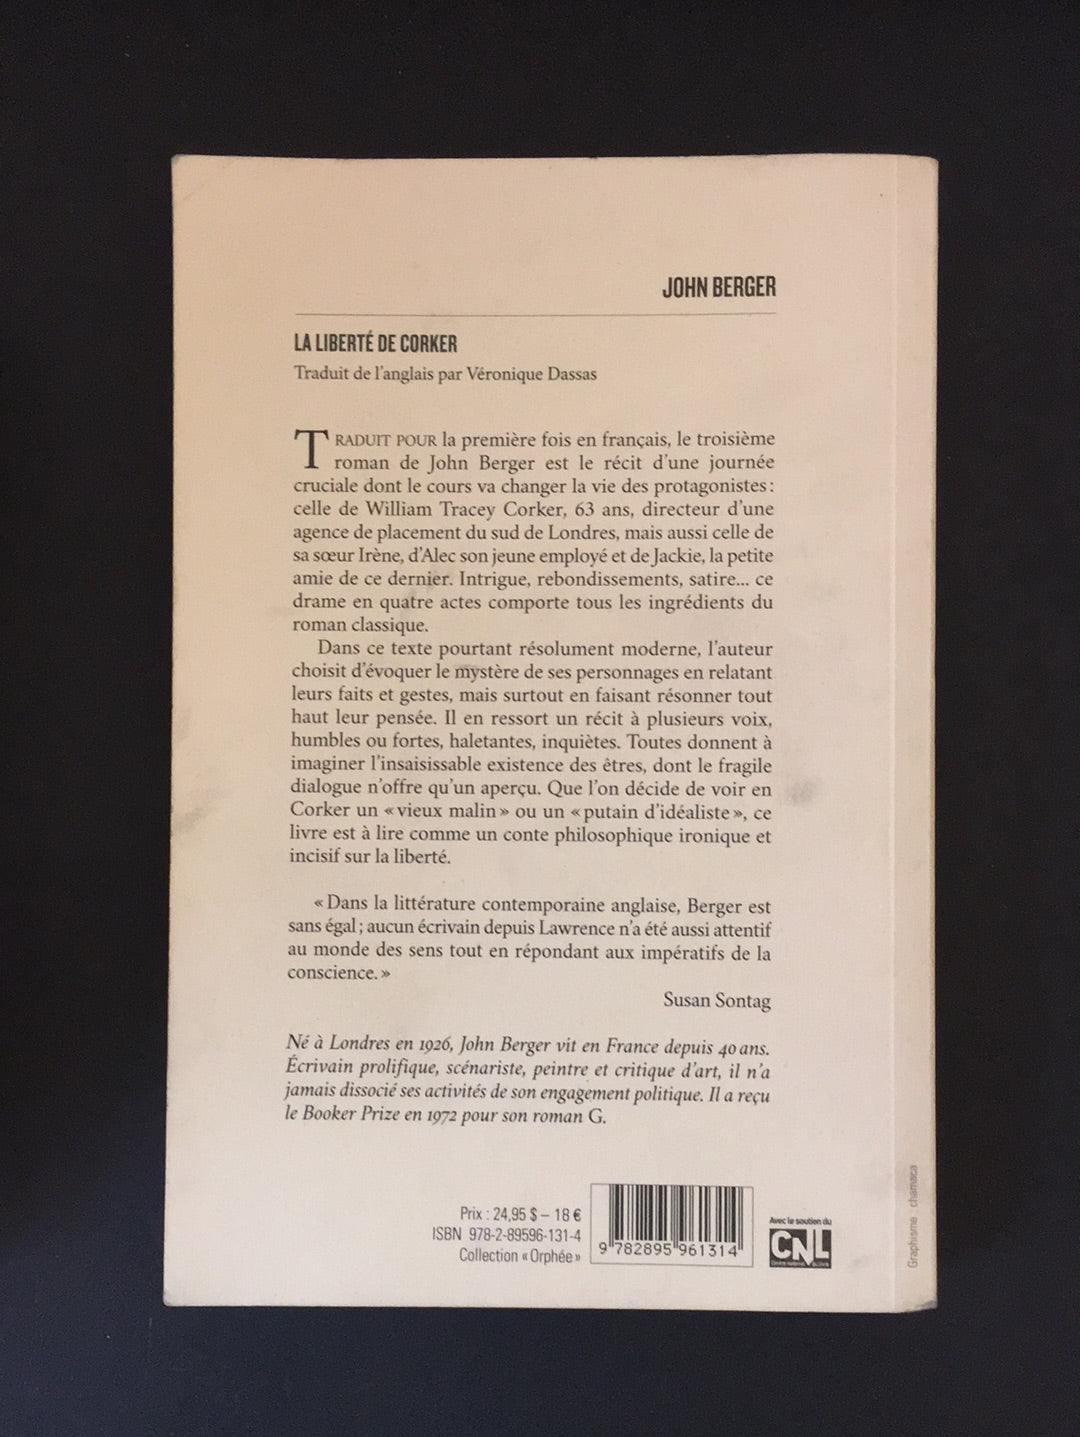 JOHN BERGER
LA LIBERTÉ DE CORKER
Traduit de l'anglais par Véronique Dassas
TRADUIT POUR la première fois en français, le troisième
roman de John Berger est le récit d'une journée
cruciale dont le cours va changer la vie des protagonistes :
celle de William Tracey Corker, 63 ans, directeur d'une
agence de placement du sud de Londres, mais aussi celle de
sa sœur Irène, d'Alec son jeune employé et de Jackie, la petite
amie de ce dernier. Intrigue, rebondissements, satire... ce
drame en quatre actes comporte tous les ingrédients du
roman classique.
Dans ce texte pourtant résolument moderne, l'auteur
choisit d'évoquer le mystère de ses personnages en relatant
leurs faits et gestes, mais surtout en faisant résonner tout
haut leur pensée. Il en ressort un récit à plusieurs voix,
humbles ou fortes, haletantes, inquiètes. Toutes donnent à
imaginer l'insaisissable existence des êtres, dont le fragile
dialogue n'offre qu'un aperçu. Que l'on décide de voir en
Corker un « vieux malin » ou un « putain d'idéaliste », ce
livre est à lire comme un conte philosophique ironique et
incisif sur la liberté.
« Dans la littérature contemporaine anglaise, Berger est
sans égal ; aucun écrivain depuis Lawrence n'a été aussi attentif
au monde des sens tout en répondant aux impératifs de la
conscience. »
Susan Sontag
Né à Londres en 1926, John Berger vit en France depuis 40 ans.
Écrivain prolifique, scénariste, peintre et critique d'art, il n'a
jamais dissocié ses activités de son engagement politique. Il a reçu
le Booker Prize en 1972 pour son roman G.
Prix : 24,95 $ – 18 €
ISBN 978-2-89596-131-4
Collection « Orphée »
9 782895 961314
Avec le soutien du
CNL
Graphisme : chamaca